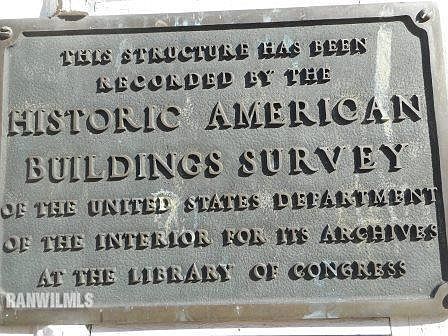 THIS STRUCTURE HAS BEEN
RECORDED BY THE
HISTORIC AMERICAN
BUILDINGS SURVEY
OF THE UNITED STATES DEPARTMENT
OF THE INTERIOR FOR ITS ARCHIVES
AT THE LIBRARY OF CONGRESS
RANWILMLS